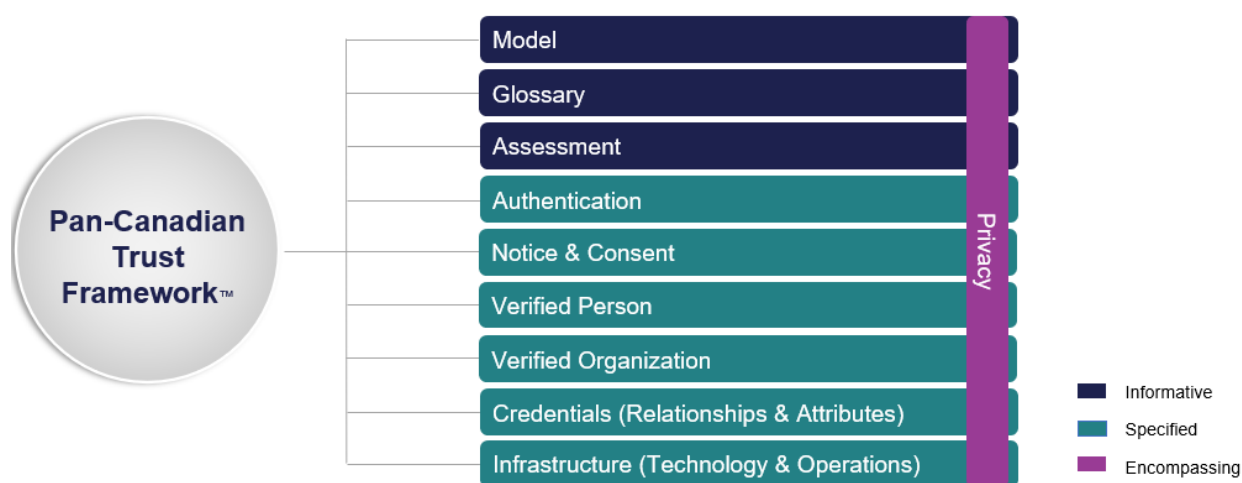 Pan-Canadian
Trust
Framework™
Model
Glossary
Assessment
Authentication
Notice & Consent
Verified Person
Verified Organization
Credentials (Relationships & Attributes)
Infrastructure (Technology & Operations)
Privacy
Informative
Specified
Encompassing